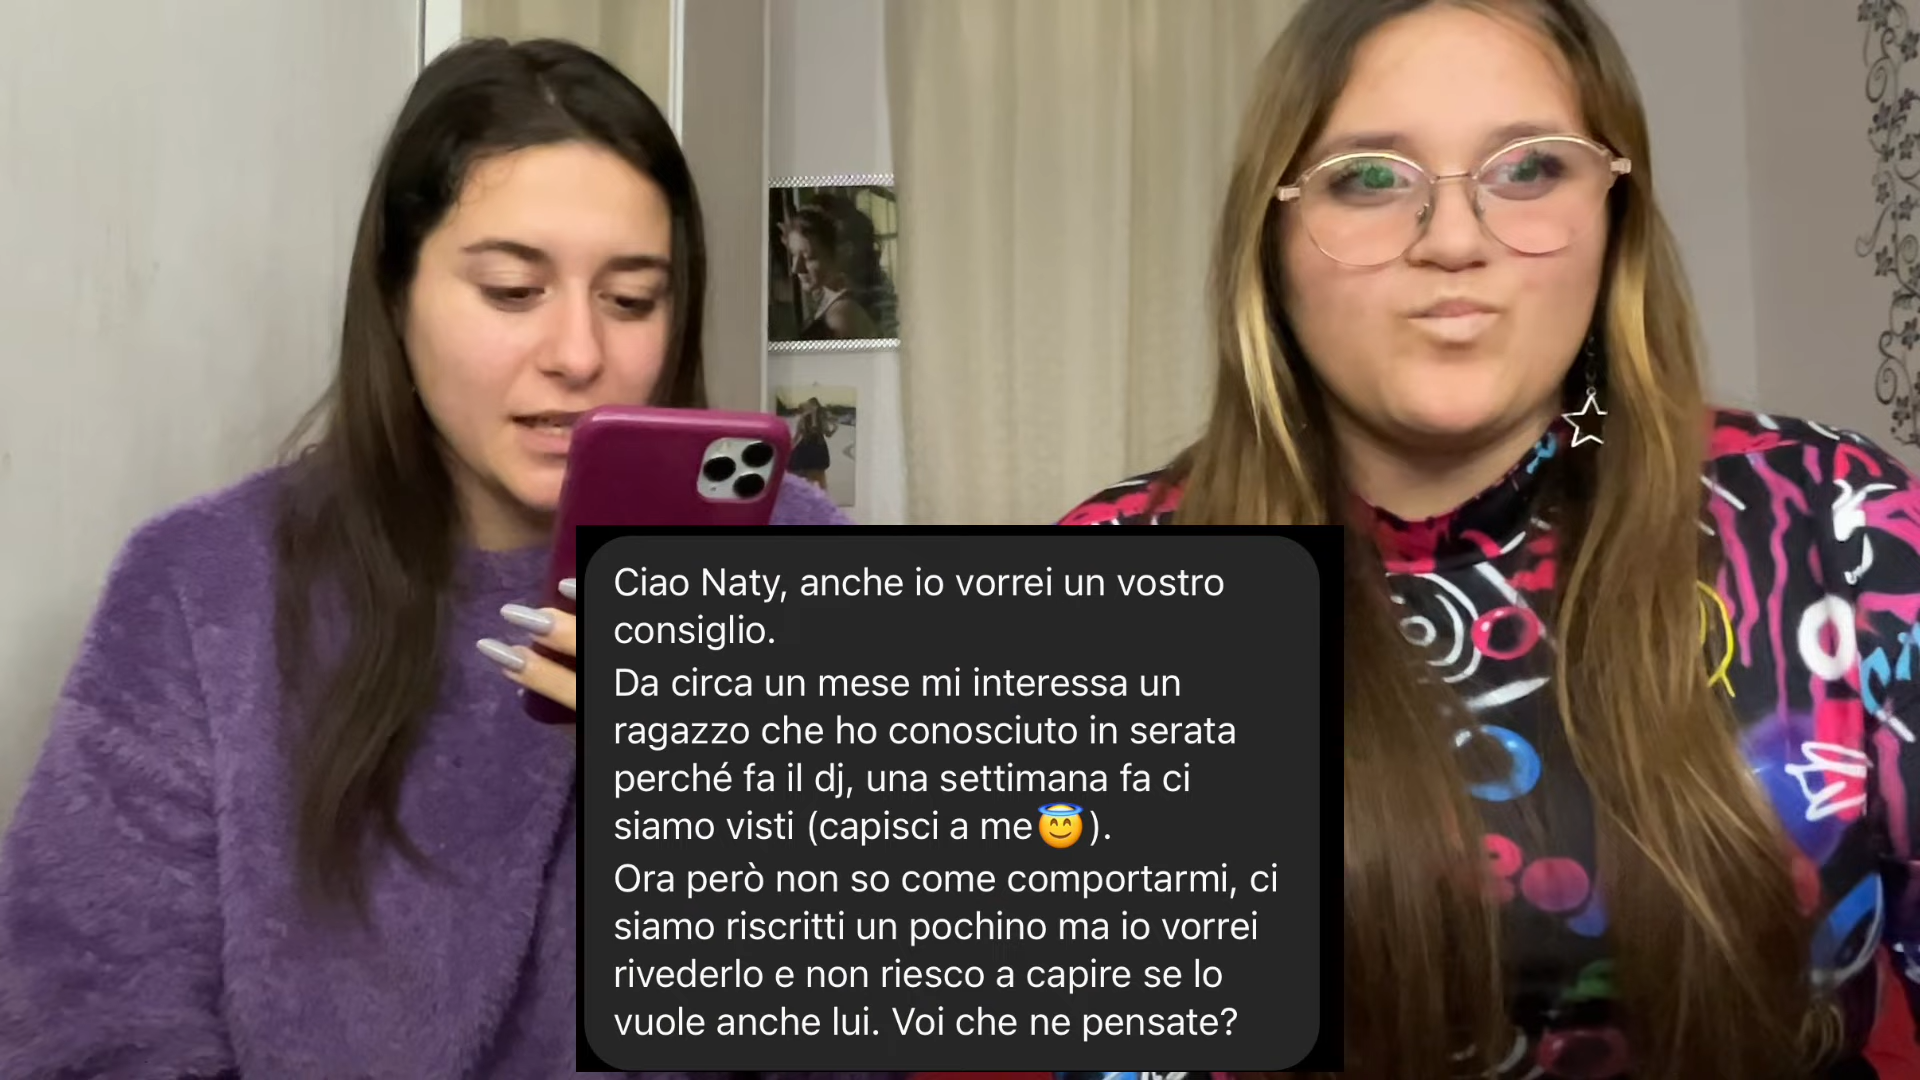 Ciao Naty, anche io vorrei un vostro
consiglio.
Da circa un mese mi interessa un
ragazzo che ho conosciuto in serata
perché fa il dj, una settimana fa ci
siamo visti (capisci a me😇).
Ora però non so come comportarmi, ci
siamo riscritti un pochino ma io vorrei
rivederlo e non riesco a capire se lo
vuole anche lui. Voi che ne pensate?